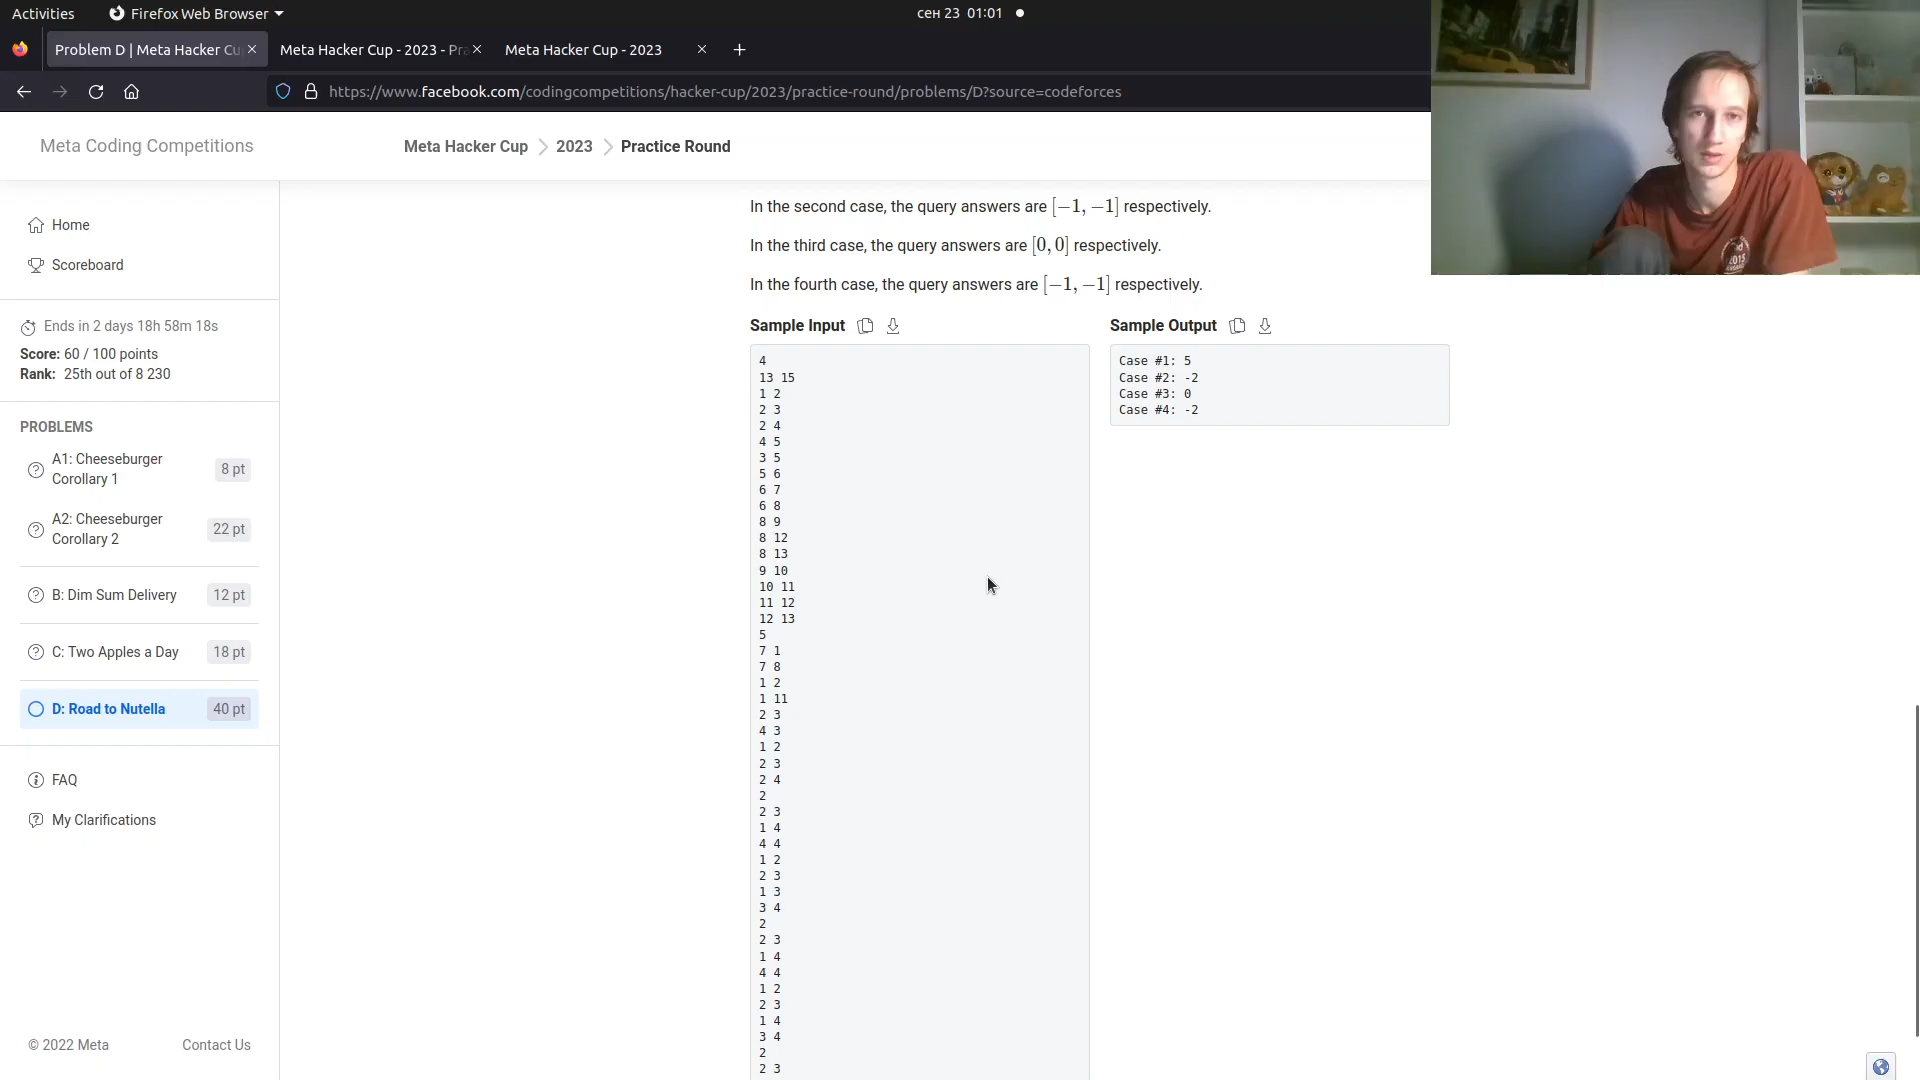 Activities
Firefox Web Browser
сен 23 01:01
Problem D | Meta Hacker Cu
Meta Hacker Cup - 2023 - Pra
Meta Hacker Cup - 2023
https://www.facebook.com/codingcompetitions/hacker-cup/2023/practice-round/problems/D?source=codeforces
Meta Coding Competitions
Meta Hacker Cup
2023
Practice Round
Home
Scoreboard
Ends in 2 days 18h 58m 18s
Score: 60 / 100 points
Rank: 25th out of 8 230
PROBLEMS
A1: Cheeseburger
Corollary 1
8 pt
A2: Cheeseburger
Corollary 2
22 pt
B: Dim Sum Delivery
12 pt
C: Two Apples a Day
18 pt
D: Road to Nutella
40 pt
FAQ
My Clarifications
© 2022 Meta
Contact Us
In the second case, the query answers are [−1, −1] respectively.
In the third case, the query answers are [0, 0] respectively.
In the fourth case, the query answers are [−1, −1] respectively.
Sample Input
4
13 15
1 2
2 3
2 4
4 5
3 5
5 6
6 7
6 8
8 9
8 12
8 13
9 10
10 11
11 12
12 13
5
7 1
7 8
1 2
1 11
2 3
4 3
1 2
2 3
2 4
2
2 3
1 4
4 4
1 2
2 3
1 3
3 4
2
2 3
1 4
4 4
1 2
2 3
1 4
3 4
2
2 3
Sample Output
Case #1: 5
Case #2: -2
Case #3: 0
Case #4: -2
2015